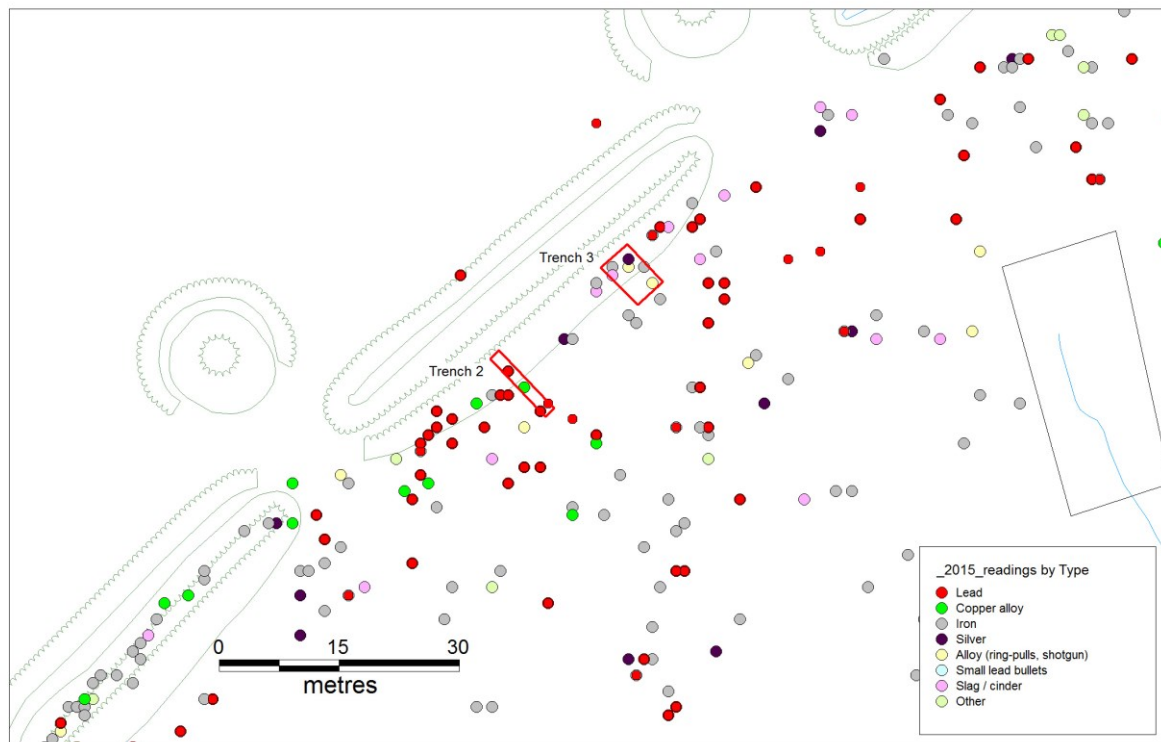 Trench 3
Trench 2
0 15 30
metres
_2015_readings by Type
Lead
Copper alloy
Iron
Silver
Alloy (ring-pulls, shotgun)
Small lead bullets
Slag / cinder
Other